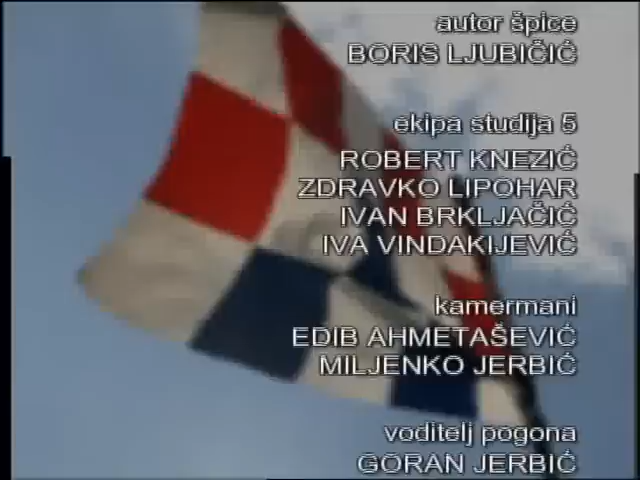 autor špice
BORIS LJUBIČIĆ
ekipa studija 5
ROBERT KNEZIĆ
ZDRAVKO LIPOHAR
IVAN BRKLJAČIĆ
IVA VINDAKIJEVIĆ
kamermani
EDIB AHMETAŠEVIĆ
MILJENKO JERBIĆ
voditelj pogona
GORAN JERBIĆ